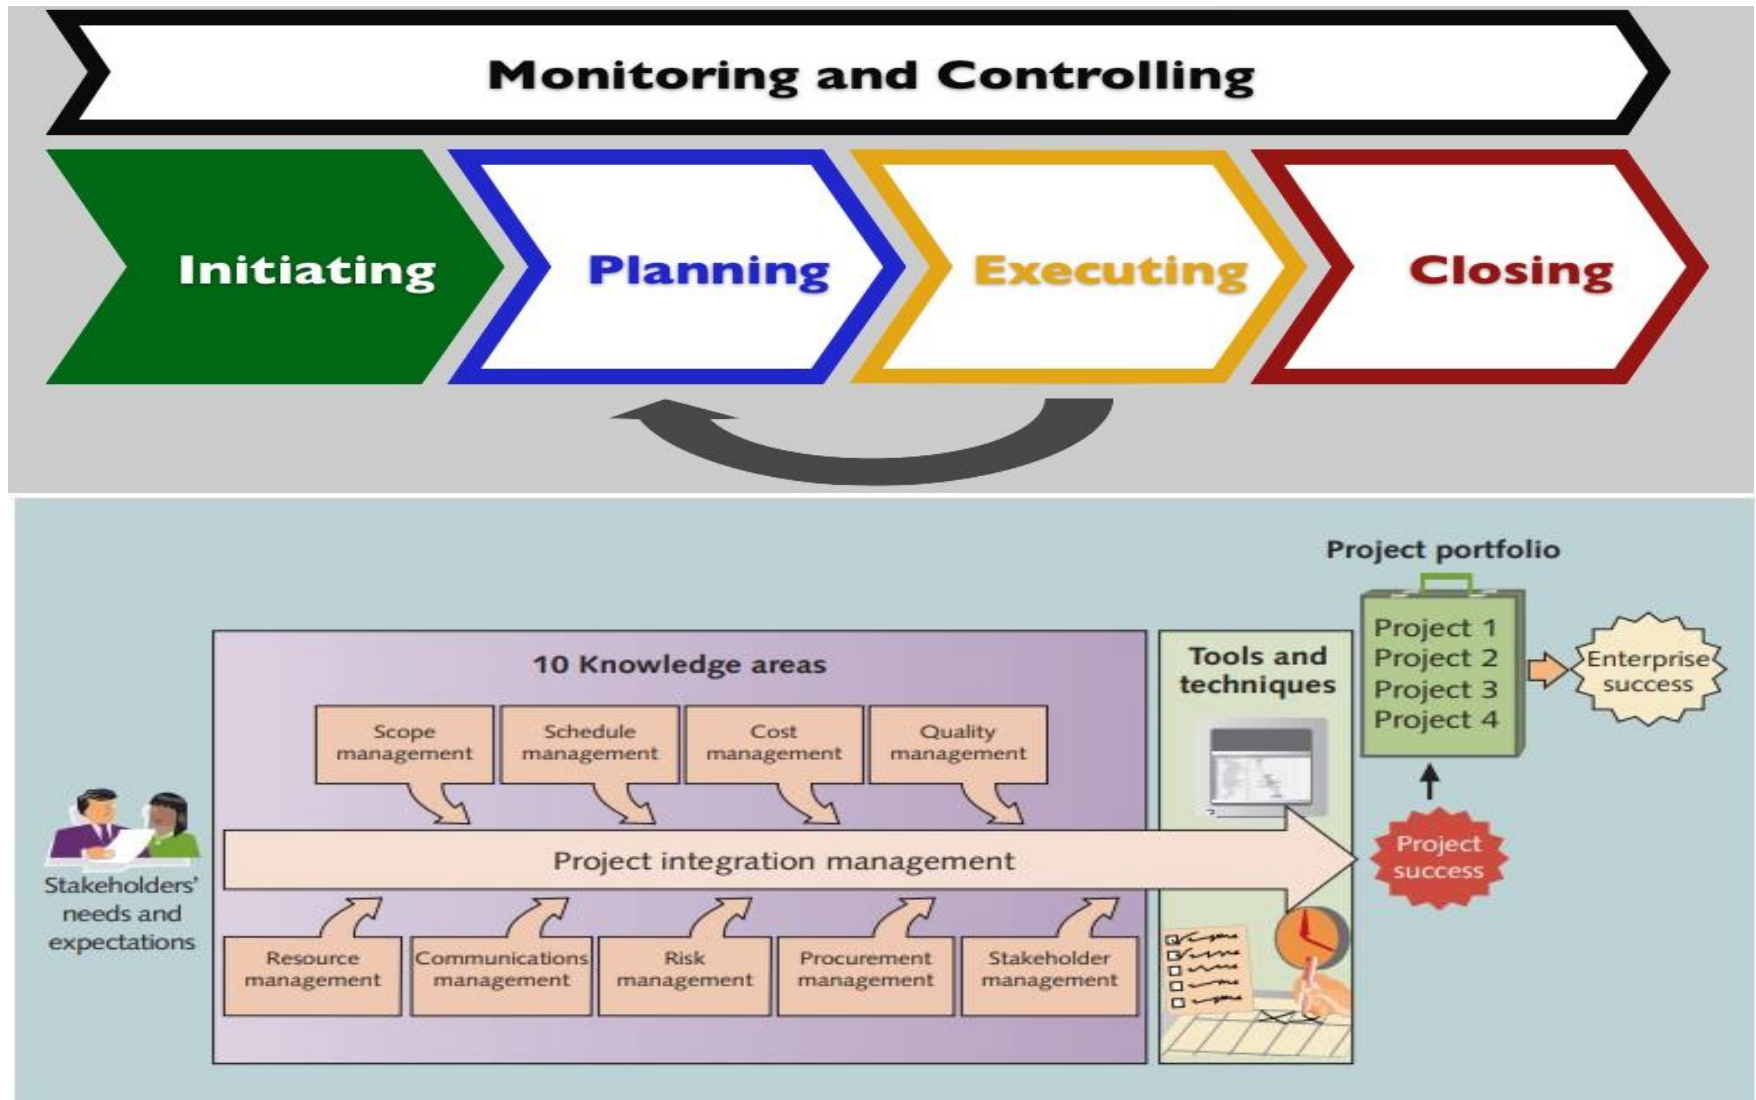 Monitoring and Controlling
Initiating
Planning
Executing
Closing
Project portfolio
Project 1
Project 2
Project 3
Project 4
Enterprise
success
10 Knowledge areas
Tools and
techniques
Scope
management
Schedule
management
Cost
management
Quality
management
Project integration management
Project
success
Stakeholders’
needs and
expectations
Resource
management
Communications
management
Risk
management
Procurement
management
Stakeholder
management